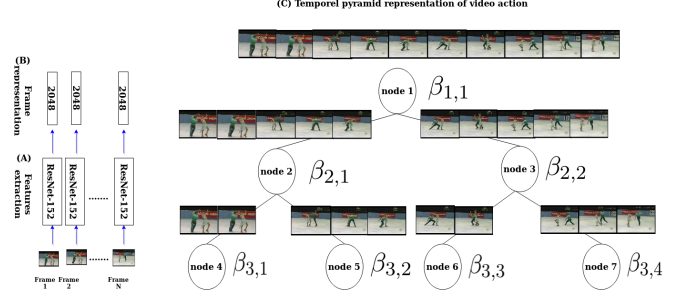 (C) Temporel pyramid representation of video action
(B)
Frame
representation
2048
2048
2048
(A)
Features
extraction
ResNet-152
ResNet-152
ResNet-152
........
........
Frame
1
Frame
2
Frame
N
node 1
β1,1
node 2
β2,1
node 3
β2,2
node 4
β3,1
node 5
β3,2
node 6
β3,3
node 7
β3,4